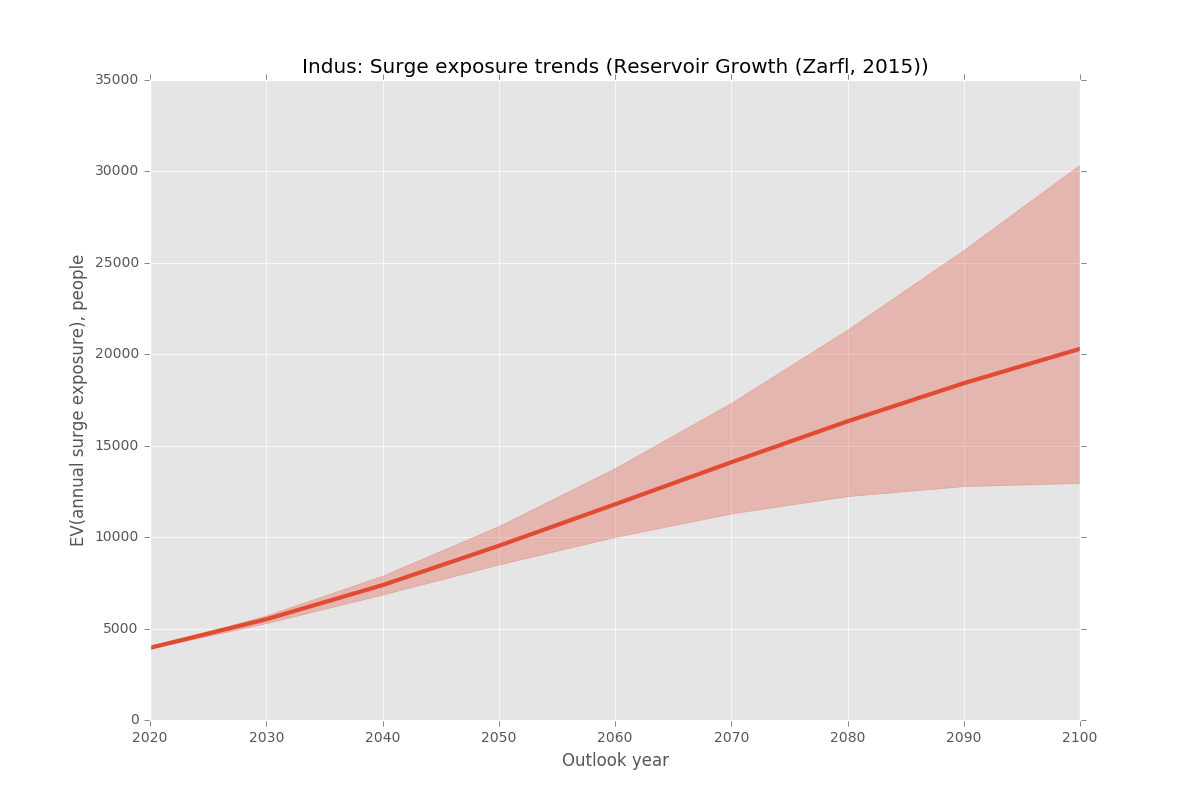 Indus: Surge exposure trends (Reservoir Growth (Zarfl, 2015))
35000
30000
25000
20000
15000
10000
5000
0
EV(annual surge exposure), people
2020 2030 2040 2050 2060 2070 2080 2090 2100
Outlook year